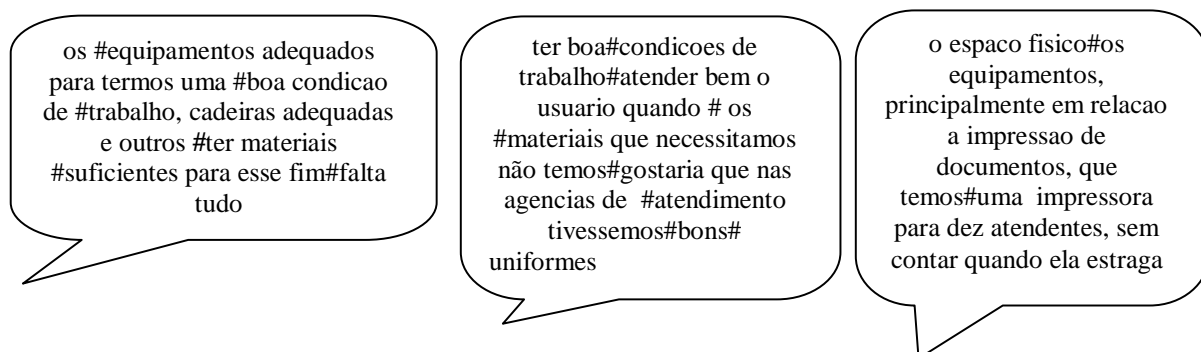 os #equipamentos adequados
para termos uma #boa condicao
de #trabalho, cadeiras adequadas
e outros #ter materiais
#suficientes para esse fim#falta
tudo
ter boa#condicoes de
trabalho#atender bem o
usuario quando # os
#materiais que necessitamos
não temos#gostaria que nas
agencias de #atendimento
tivessemos#bons#
uniformes
o espaco fisico#os
equipamentos,
principalmente em relacao
a impressao de
documentos, que
temos#uma impressora
para dez atendentes, sem
contar quando ela estraga